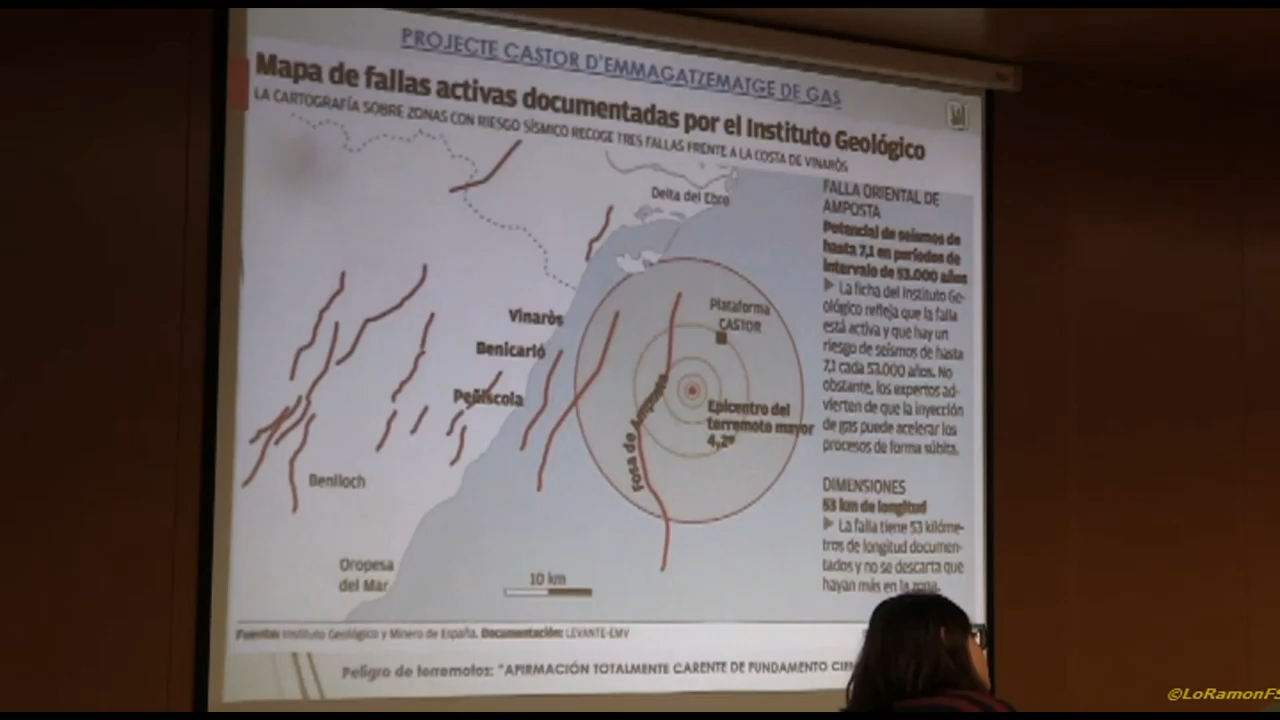 PROJECTE CASTOR D'EMMAGATZEMATGE DE GAS
Mapa de fallas activas documentadas por el Instituto Geológico
LA CARTOGRAFÍA SOBRE ZONAS CON RIESGO SÍSMICO RECOGE TRES FALLAS FRENTE A LA COSTA DE VINARÒS
Delta del Ebro
Vinaròs
Benicarló
Peñíscola
Benlloch
Oropesa
del Mar
Plataforma
CASTOR
Fosa de Amposta
Epicentro del
terremoto mayor
4,2º
10 km
FALLA ORIENTAL DE
AMPOSTA
Potencial de seísmos de
hasta 7,1 en periodos de
intervalo de 53.000 años
▶ La ficha del Instituto Ge-
ológico refleja que la falla
está activa y que hay un
riesgo de seísmos de hasta
7,1 cada 53.000 años. No
obstante, los expertos ad-
vierten de que la inyección
de gas puede acelerar los
procesos de forma súbita.
DIMENSIONES
53 km de longitud
▶ La falla tiene 53 kilóme-
tros de longitud documen-
tados y no se descarta que
hayan más en la zona.
Fuentes: Instituto Geológico y Minero de España. Documentación: LEVANTE-EMV
Peligro de terremotos: "AFIRMACIÓN TOTALMENTE CARENTE DE FUNDAMENTO
©LoRamonFS